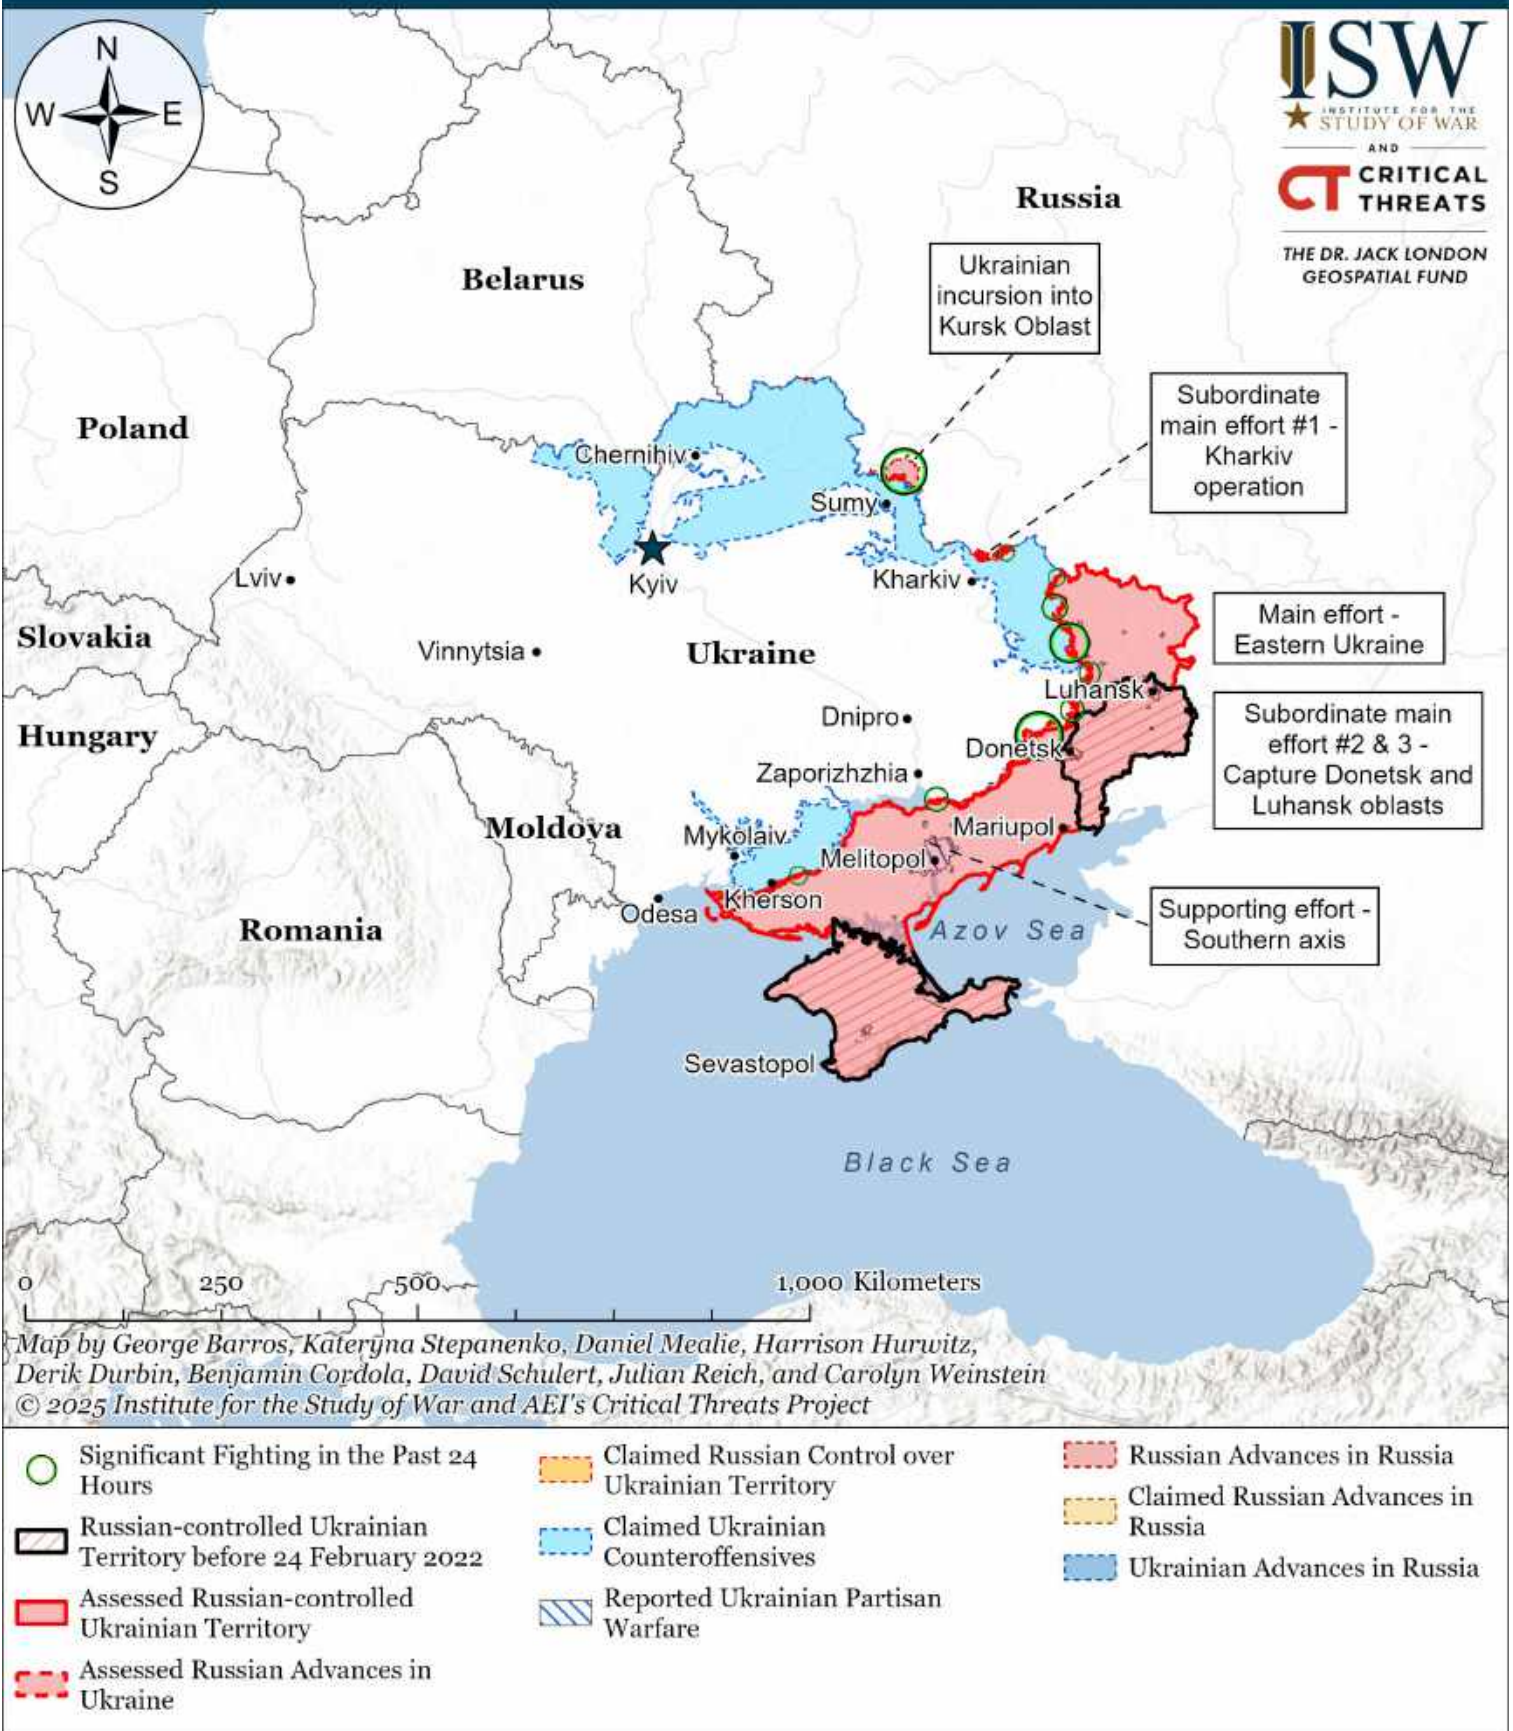 N
W E
S
ISW
INSTITUTE FOR THE
STUDY OF WAR
AND
CT CRITICAL
THREATS
THE DR. JACK LONDON
GEOSPATIAL FUND
Russia
Belarus
Ukrainian
incursion into
Kursk Oblast
Subordinate
main effort #1 -
Kharkiv
operation
Poland
Chernihiv
Sumy
Lviv
Kyiv
Kharkiv
Slovakia
Vinnytsia
Ukraine
Main effort -
Eastern Ukraine
Luhansk
Hungary
Dnipro
Donetsk
Subordinate main
effort #2 & 3 -
Capture Donetsk and
Luhansk oblasts
Zaporizhzhia
Moldova
Mykolaiv
Mariupol
Melitopol
Kherson
Odesa
Romania
Azov Sea
Supporting effort -
Southern axis
Sevastopol
Black Sea
0 250 500 1,000 Kilometers
Map by George Barros, Kateryna Stepanenko, Daniel Mealie, Harrison Hurwitz,
Derik Durbin, Benjamin Cordola, David Schulert, Julian Reich, and Carolyn Weinstein
© 2025 Institute for the Study of War and AEI's Critical Threats Project
Significant Fighting in the Past 24
Hours
Russian-controlled Ukrainian
Territory before 24 February 2022
Assessed Russian-controlled
Ukrainian Territory
Assessed Russian Advances in
Ukraine
Claimed Russian Control over
Ukrainian Territory
Claimed Ukrainian
Counteroffensives
Reported Ukrainian Partisan
Warfare
Russian Advances in Russia
Claimed Russian Advances in
Russia
Ukrainian Advances in Russia